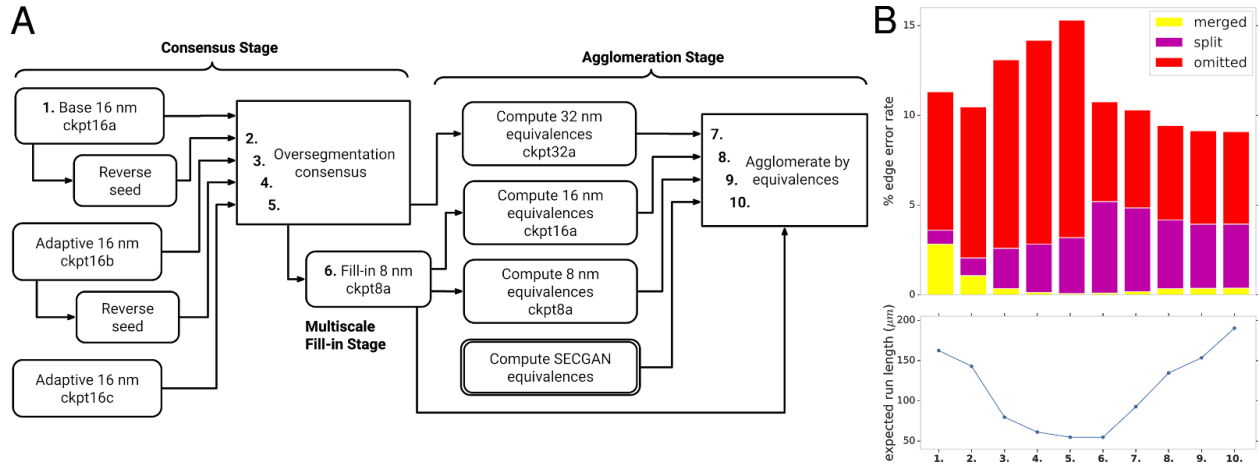 A
Consensus Stage
Agglomeration Stage
1. Base 16 nm
ckpt16a
Reverse
seed
Adaptive 16 nm
ckpt16b
Reverse
seed
Adaptive 16 nm
ckpt16c
2.
3.
4.
5.
Oversegmentation
consensus
6. Fill-in 8 nm
ckpt8a
Multiscale
Fill-in Stage
Compute 32 nm
equivalences
ckpt32a
Compute 16 nm
equivalences
ckpt16a
Compute 8 nm
equivalences
ckpt8a
Compute SECGAN
equivalences
7.
8.
9.
10.
Agglomerate by
equivalences
B
% edge error rate
15
10
5
0
merged
split
omitted
expected run length (μm)
200
150
100
50
1. 2. 3. 4. 5. 6. 7. 8. 9. 10.